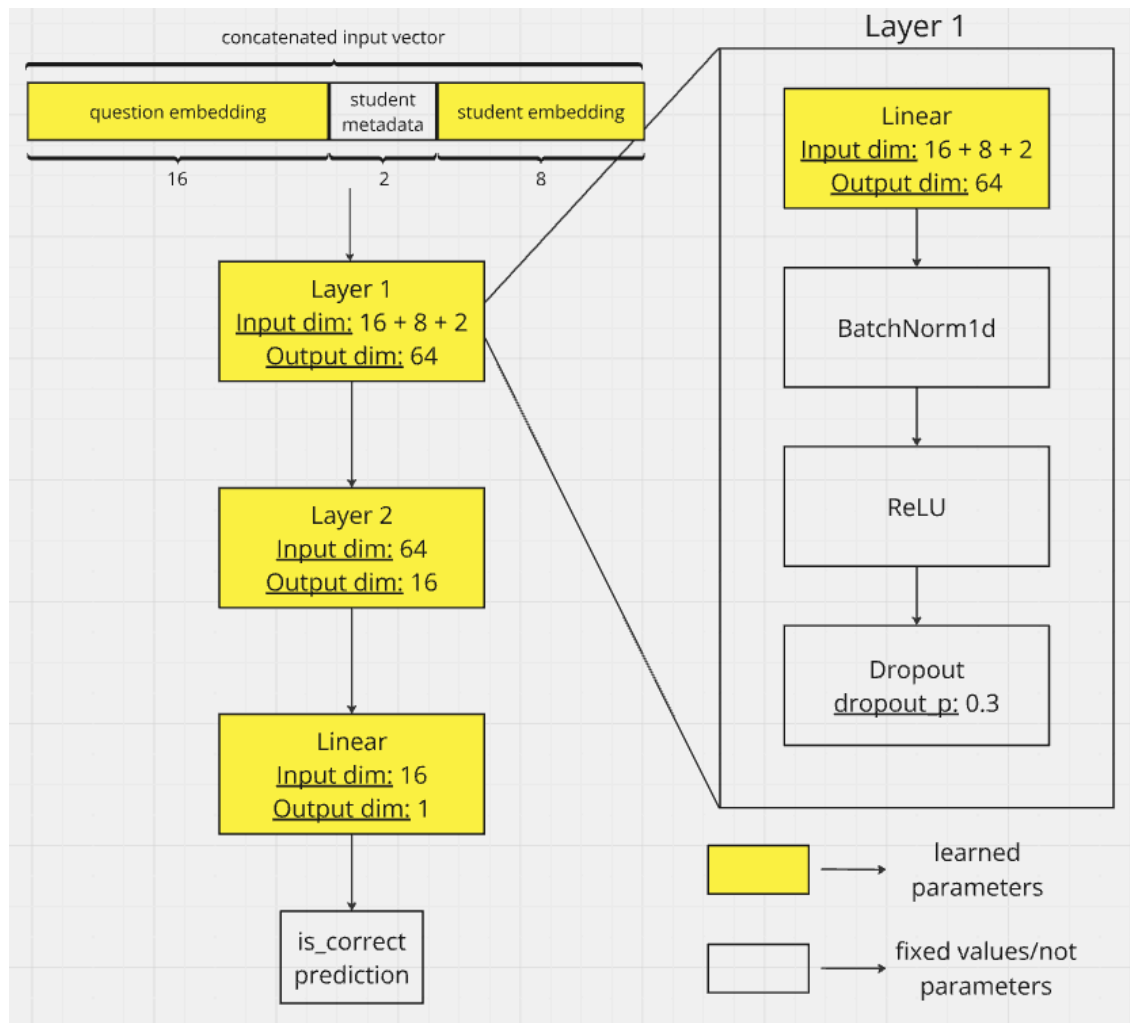 concatenated input vector
question embedding
student
metadata
student embedding
16
2
8
Layer 1
Input dim: 16 + 8 + 2
Output dim: 64
Layer 2
Input dim: 64
Output dim: 16
Linear
Input dim: 16
Output dim: 1
is_correct
prediction
Layer 1
Linear
Input dim: 16 + 8 + 2
Output dim: 64
BatchNorm1d
ReLU
Dropout
dropout_p: 0.3
learned
parameters
fixed values/not
parameters